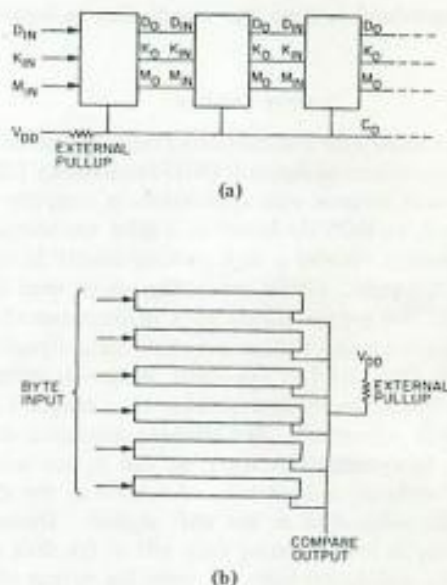 D_IN D_O D_IN D_O D_IN D_O
K_IN K_O K_IN K_O K_IN K_O
M_IN M_O M_IN M_O M_IN M_O
V_DD C_O
EXTERNAL
PULLUP
(a)
BYTE
INPUT
V_DD
EXTERNAL
PULLUP
COMPARE
OUTPUT
(b)